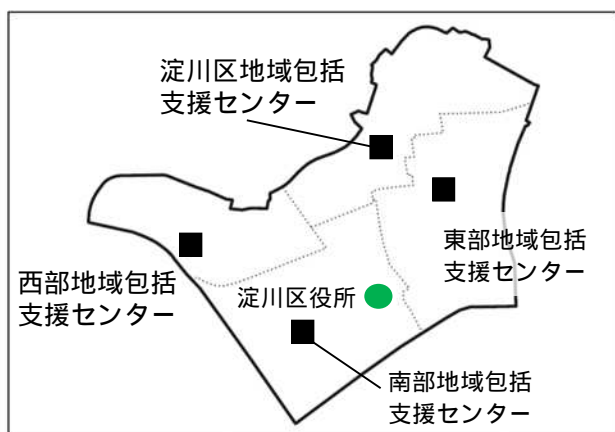 淀川区地域包括
支援センター
東部地域包括
支援センター
西部地域包括
支援センター
淀川区役所
南部地域包括
支援センター